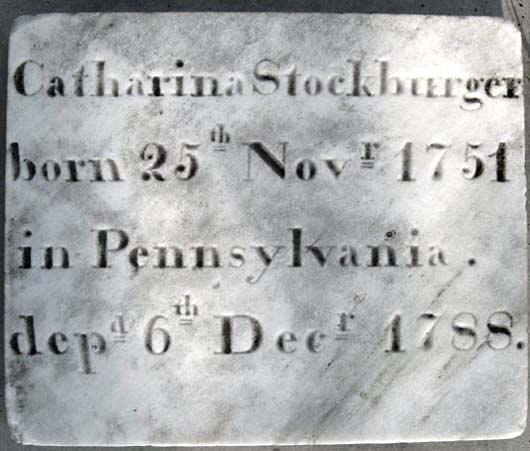 Catharina Stockburger
born 25th Novr 1751
in Pennsylvania.
depd 6th Decr 1788.